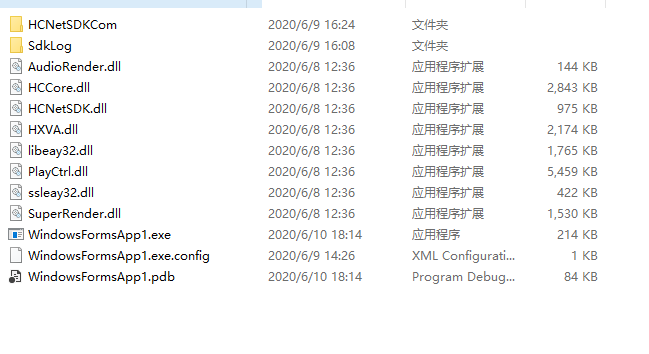 HCNetSDKCom 2020/6/9 16:24 文件夹
SdkLog 2020/6/9 16:08 文件夹
AudioRender.dll 2020/6/8 12:36 应用程序扩展 144 KB
HCCore.dll 2020/6/8 12:36 应用程序扩展 2,843 KB
HCNetSDK.dll 2020/6/8 12:36 应用程序扩展 975 KB
HXVA.dll 2020/6/8 12:36 应用程序扩展 2,174 KB
libeay32.dll 2020/6/8 12:36 应用程序扩展 1,765 KB
PlayCtrl.dll 2020/6/8 12:36 应用程序扩展 5,459 KB
ssleay32.dll 2020/6/8 12:36 应用程序扩展 422 KB
SuperRender.dll 2020/6/8 12:36 应用程序扩展 1,530 KB
WindowsFormsApp1.exe 2020/6/10 18:14 应用程序 214 KB
WindowsFormsApp1.exe.config 2020/6/9 14:26 XML Configurati... 1 KB
WindowsFormsApp1.pdb 2020/6/10 18:14 Program Debug... 84 KB